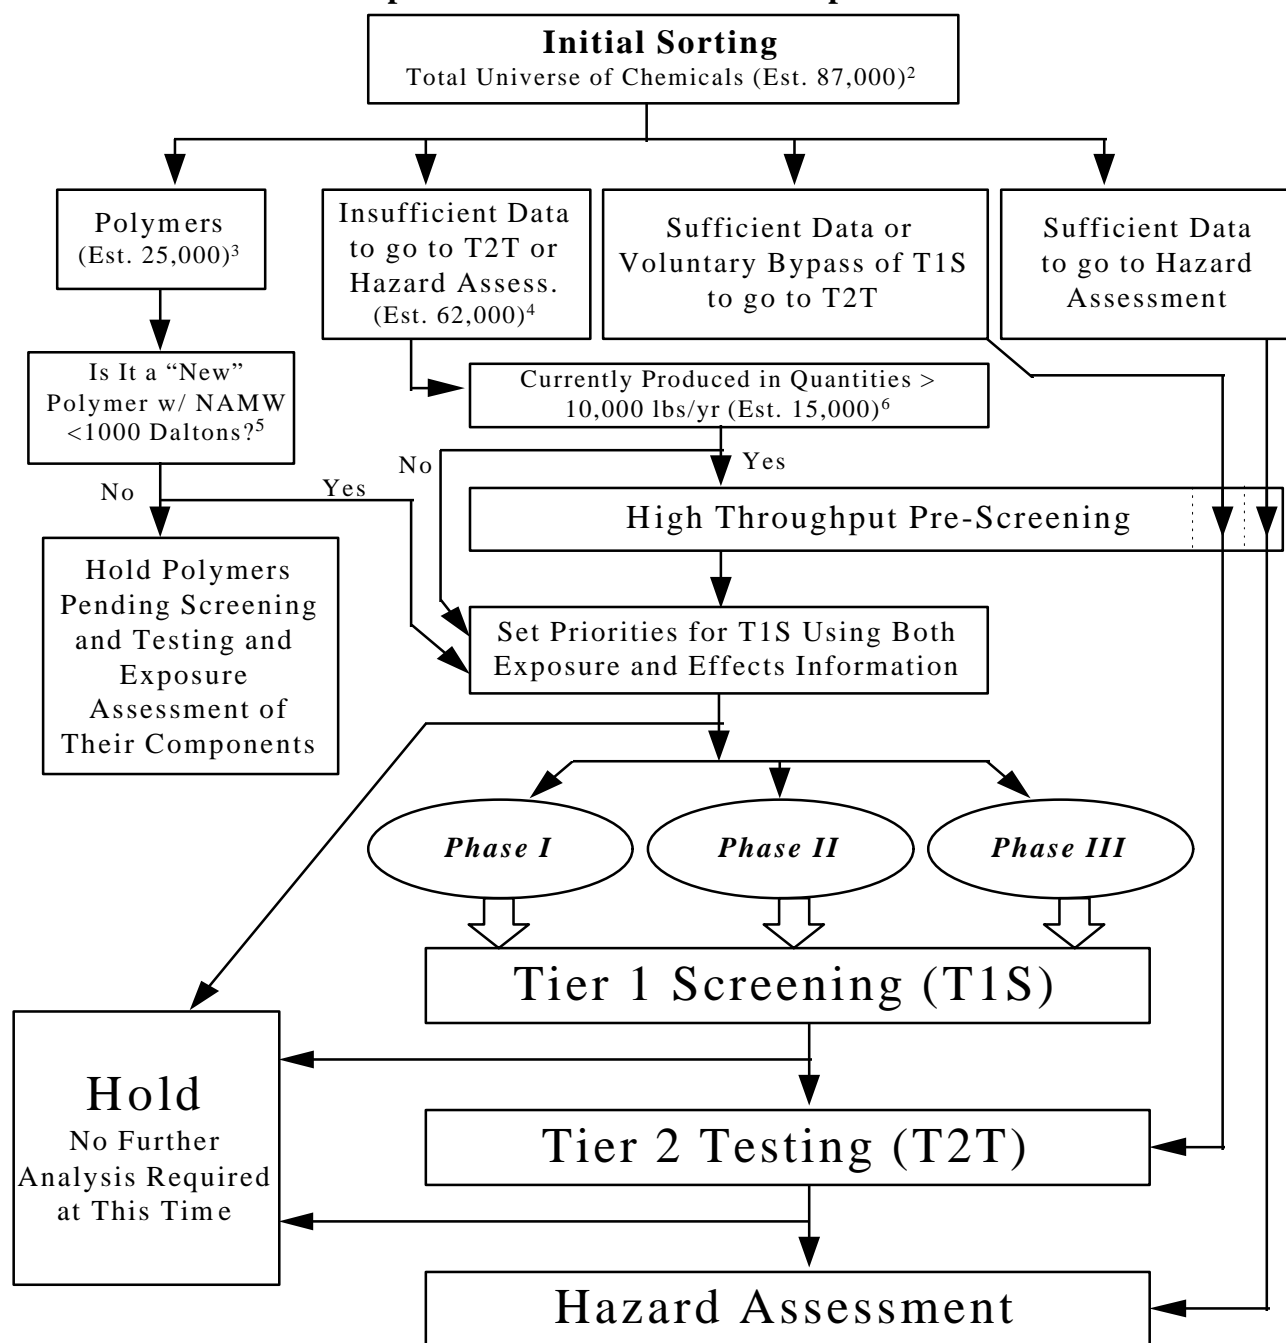 Initial Sorting
Total Universe of Chemicals (Est. 87,000)²
Polymers
(Est. 25,000)³
Insufficient Data
to go to T2T or
Hazard Assess.
(Est. 62,000)⁴
Sufficient Data or
Voluntary Bypass of T1S
to go to T2T
Sufficient Data
to go to Hazard
Assessment
Is It a “New”
Polymer w/ NAMW
<1000 Daltons?⁵
Currently Produced in Quantities >
10,000 lbs/yr (Est. 15,000)⁶
No
Yes
No
Yes
High Throughput Pre-Screening
Hold Polymers
Pending Screening
and Testing and
Exposure
Assessment of
Their Components
Set Priorities for T1S Using Both
Exposure and Effects Information
Phase I
Phase II
Phase III
Tier 1 Screening (T1S)
Hold
No Further
Analysis Required
at This Time
Tier 2 Testing (T2T)
Hazard Assessment